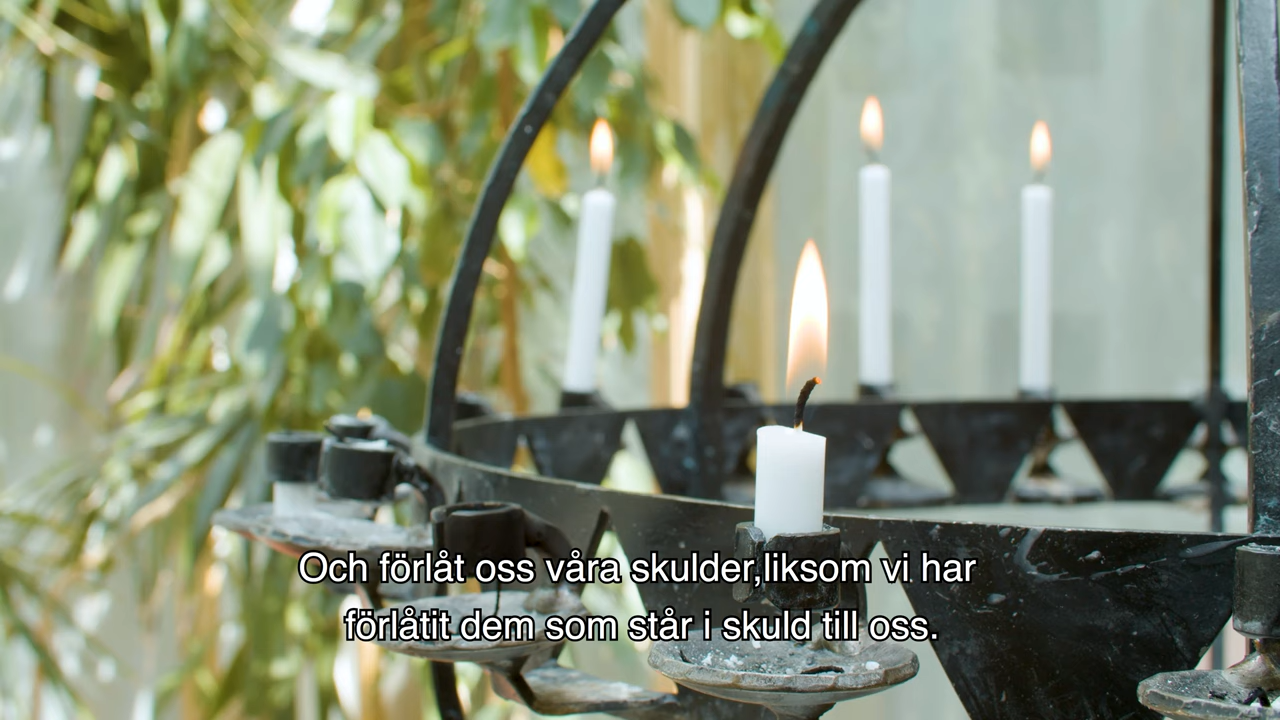 Och förlåt oss våra skulder,liksom vi har
förlåtit dem som står i skuld till oss.